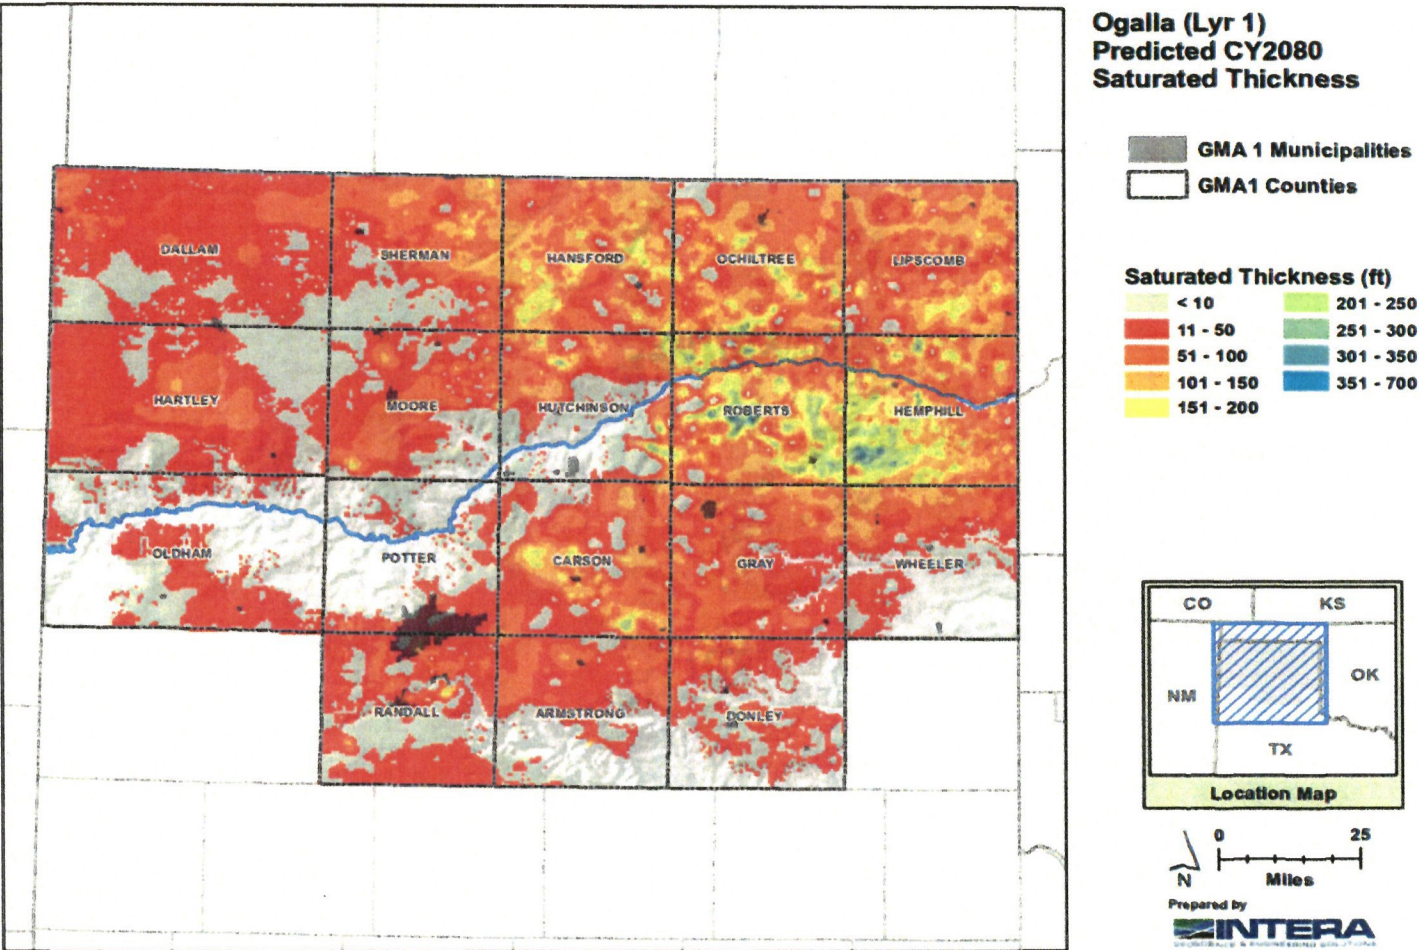 Ogalla (Lyr 1)
Predicted CY2080
Saturated Thickness
GMA 1 Municipalities
GMA1 Counties
Saturated Thickness (ft)
< 10
11 - 50
51 - 100
101 - 150
151 - 200
201 - 250
251 - 300
301 - 350
351 - 700
DALLAM
SHERMAN
HANSFORD
OCHILTREE
LIPSCOMB
HARTLEY
MOORE
HUTCHINSON
ROBERTS
HEMPHILL
OLDHAM
POTTER
CARSON
GRAY
WHEELER
RANDALL
ARMSTRONG
DONLEY
CO
KS
NM
OK
TX
Location Map
0
25
N
Miles
Prepared by
INTERA
GEOSCIENCE & ENGINEERING SOLUTIONS